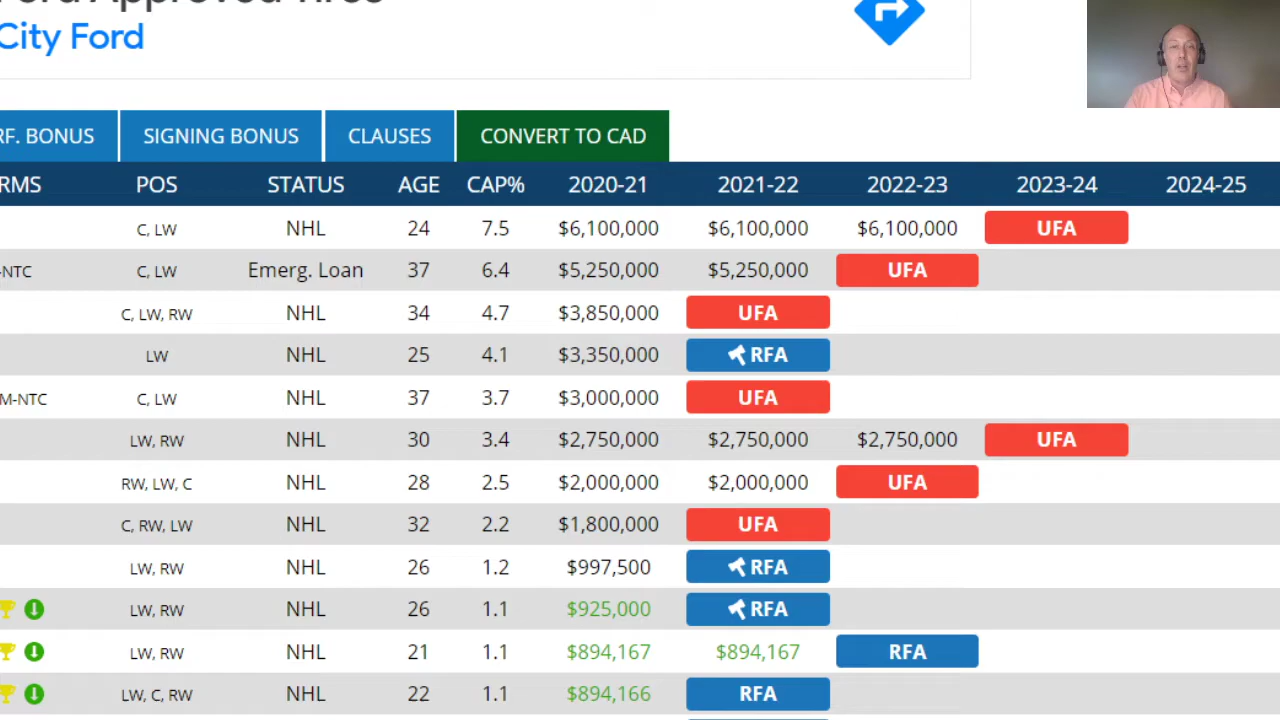 Ford Approved Tires
City Ford
RF. BONUS SIGNING BONUS CLAUSES CONVERT TO CAD
RMS POS STATUS AGE CAP% 2020-21 2021-22 2022-23 2023-24 2024-25
C, LW NHL 24 7.5 $6,100,000 $6,100,000 $6,100,000 UFA
-NTC C, LW Emerg. Loan 37 6.4 $5,250,000 $5,250,000 UFA
C, LW, RW NHL 34 4.7 $3,850,000 UFA
LW NHL 25 4.1 $3,350,000 RFA
M-NTC C, LW NHL 37 3.7 $3,000,000 UFA
LW, RW NHL 30 3.4 $2,750,000 $2,750,000 $2,750,000 UFA
RW, LW, C NHL 28 2.5 $2,000,000 $2,000,000 UFA
C, RW, LW NHL 32 2.2 $1,800,000 UFA
LW, RW NHL 26 1.2 $997,500 RFA
LW, RW NHL 26 1.1 $925,000 RFA
LW, RW NHL 21 1.1 $894,167 $894,167 RFA
LW, C, RW NHL 22 1.1 $894,166 RFA